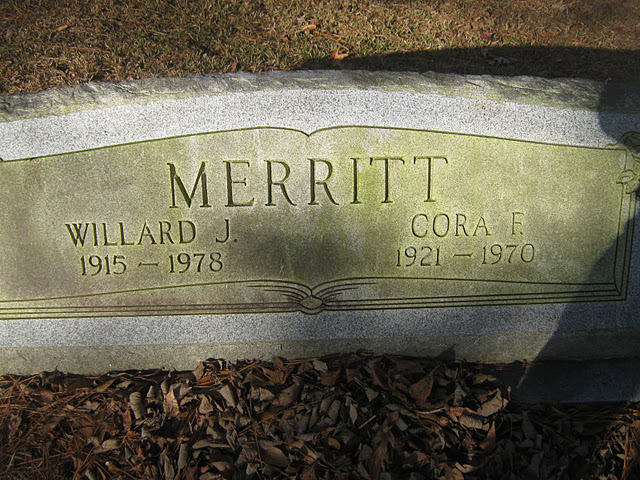 MERRITT
WILLARD J.
1915 – 1978
CORA F.
1921 – 1970